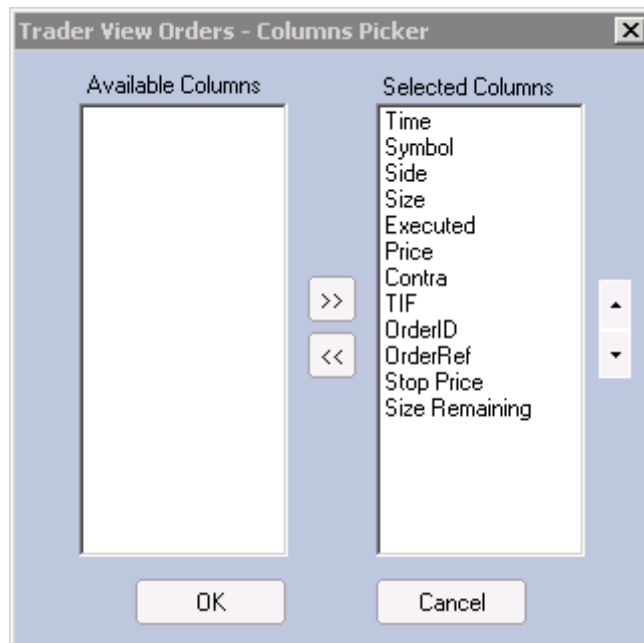 Trader View Orders - Columns Picker
Available Columns
Selected Columns
Time
Symbol
Side
Size
Executed
Price
Contra
TIF
OrderID
OrderRef
Stop Price
Size Remaining
>>
<<
OK
Cancel